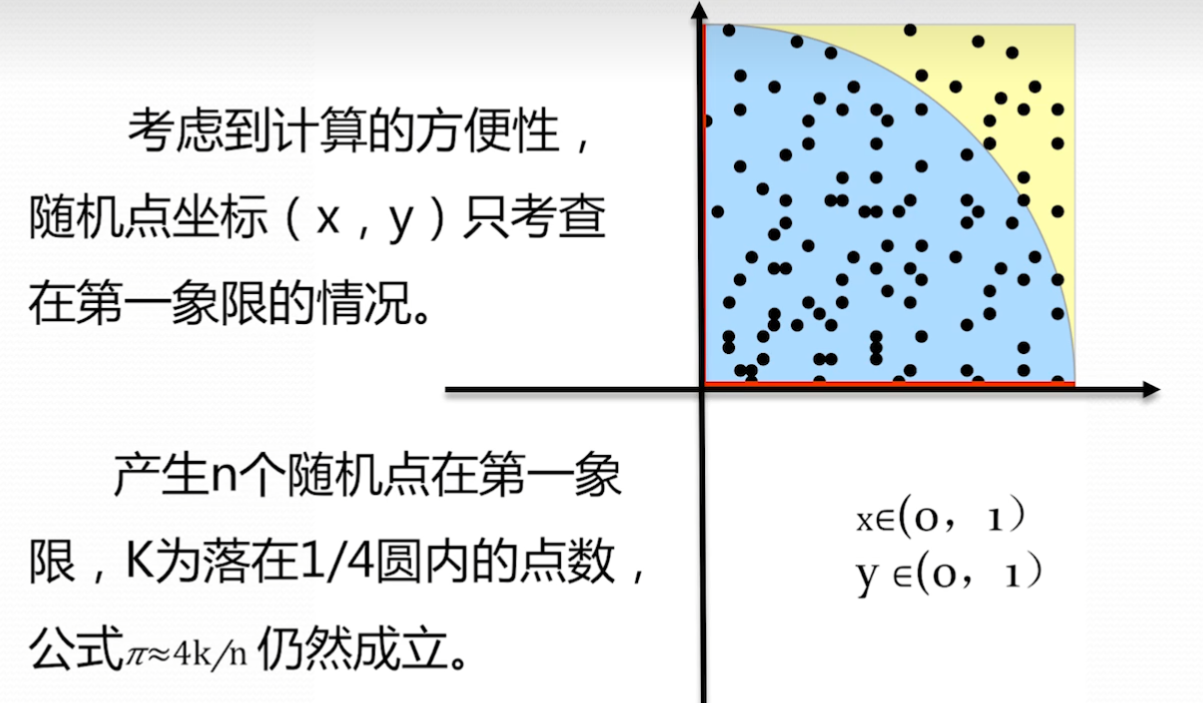 考虑到计算的方便性，
随机点坐标（x，y）只考查
在第一象限的情况。
产生n个随机点在第一象
限，K为落在1/4圆内的点数，
公式π≈4k/n 仍然成立。
x∈(0，1)
y ∈(0，1)